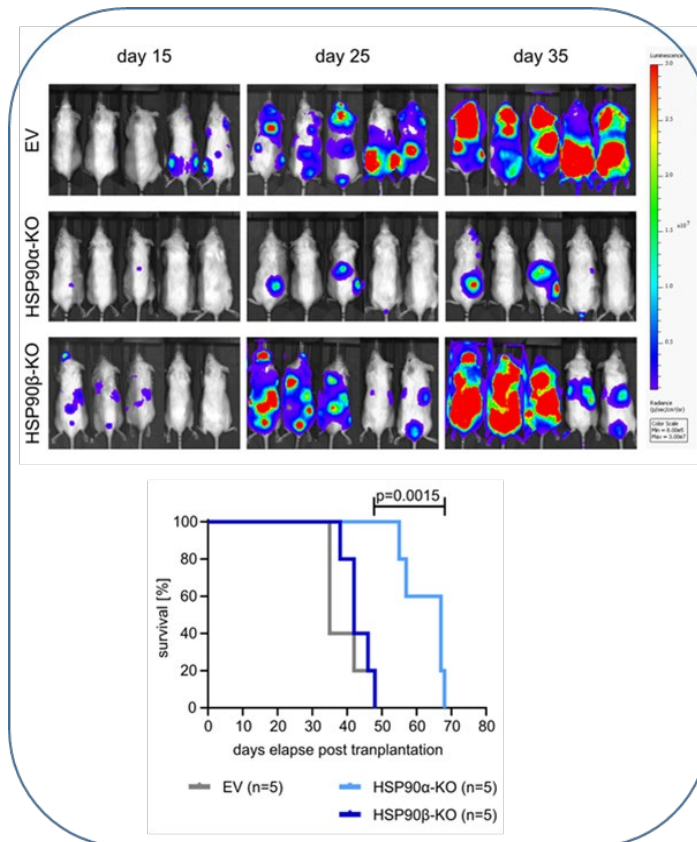 day 15 day 25 day 35
EV
HSP90α-KO
HSP90β-KO
Luminescence
3.0
2.5
2.0
x10⁷
1.5
1.0
0.5
Radiance
(p/sec/cm²/sr)
Color Scale
Min = 8.00e5
Max = 3.00e7
p=0.0015
100
80
60
40
20
0
survival [%]
0 10 20 30 40 50 60 70 80
days elapse post tranplantation
EV (n=5) HSP90α-KO (n=5)
HSP90β-KO (n=5)